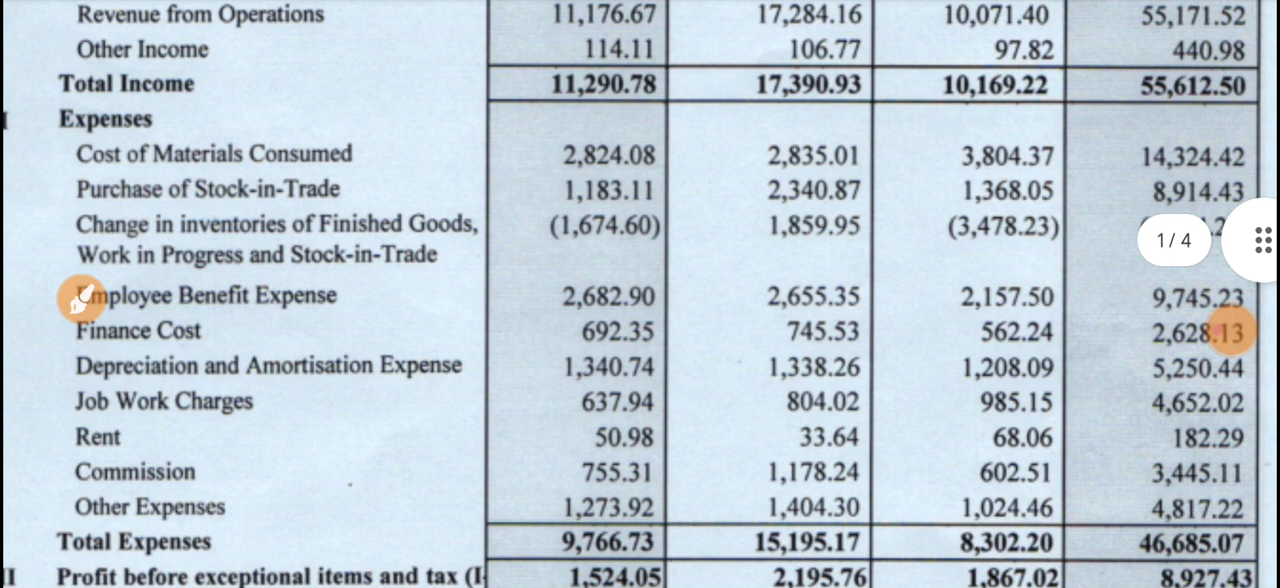 Revenue from Operations 11,176.67 17,284.16 10,071.40 55,171.52
Other Income 114.11 106.77 97.82 440.98
Total Income 11,290.78 17,390.93 10,169.22 55,612.50
Expenses
Cost of Materials Consumed 2,824.08 2,835.01 3,804.37 14,324.42
Purchase of Stock-in-Trade 1,183.11 2,340.87 1,368.05 8,914.43
Change in inventories of Finished Goods, (1,674.60) 1,859.95 (3,478.23)
1/4
Work in Progress and Stock-in-Trade
Employee Benefit Expense 2,682.90 2,655.35 2,157.50 9,745.23
Finance Cost 692.35 745.53 562.24 2,628.13
Depreciation and Amortisation Expense 1,340.74 1,338.26 1,208.09 5,250.44
Job Work Charges 637.94 804.02 985.15 4,652.02
Rent 50.98 33.64 68.06 182.29
Commission 755.31 1,178.24 602.51 3,445.11
Other Expenses 1,273.92 1,404.30 1,024.46 4,817.22
Total Expenses 9,766.73 15,195.17 8,302.20 46,685.07
Profit before exceptional items and tax (I- 1,524.05 2,195.76 1,867.02 8,927.43